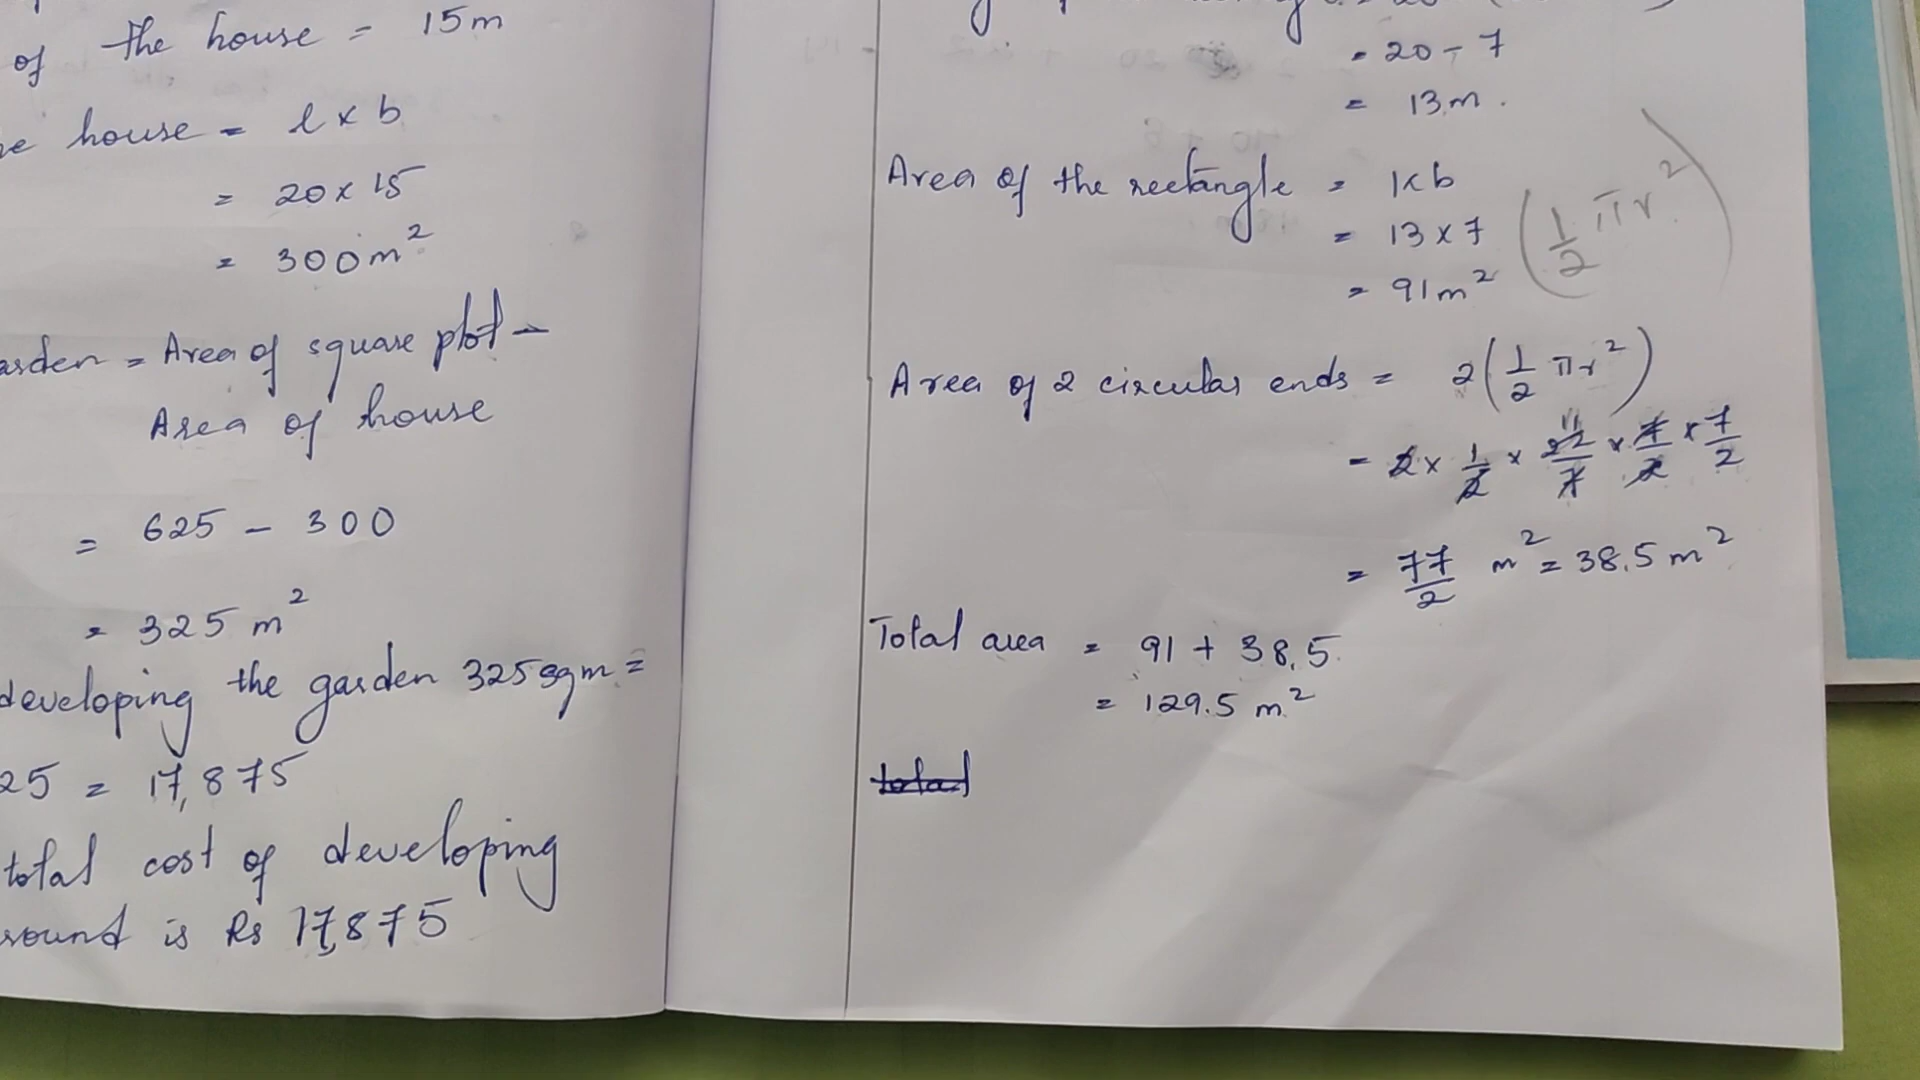 of the house = 15m
house = l x b
= 20 x 15
= 300m²
= Area of square plot -
Area of house
= 625 - 300
= 325 m²
developing the garden 325 sqm =
25 = 17,875
total cost of developing
is Rs 17,875
= 20 - 7
= 13m.
Area of the rectangle = l x b
= 13 x 7
= 91m²
(1/2 πr²)
Area of 2 circular ends = 2(1/2 πr²)
= 2 x 1/2 x 22/7 x 7/2 x 7/2
11
= 77/2 m² = 38.5 m²
Total area = 91 + 38.5
= 129.5 m²
total